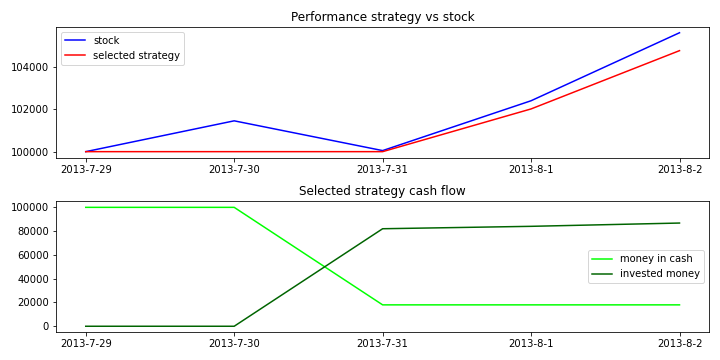 Performance strategy vs stock
stock
selected strategy
104000
102000
100000
2013-7-29 2013-7-30 2013-7-31 2013-8-1 2013-8-2
Selected strategy cash flow
100000
80000
60000
40000
20000
0
money in cash
invested money
2013-7-29 2013-7-30 2013-7-31 2013-8-1 2013-8-2